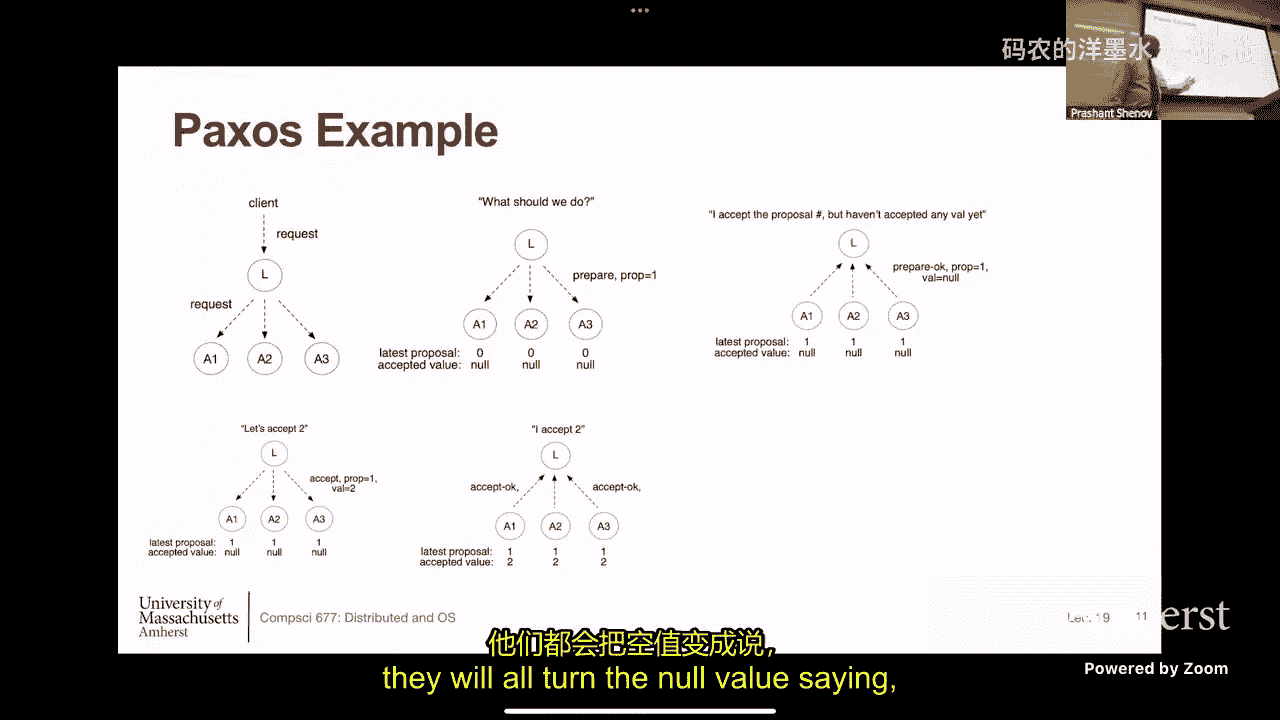 码农的洋墨水
Prashant Shenoy
Paxos Example
client
request
L
request
A1 A2 A3
“What should we do?”
L
prepare, prop=1
A1 A2 A3
latest proposal: 0 0 0
accepted value: null null null
“I accept the proposal #, but haven’t accepted any val yet”
L
prepare-ok, prop=1,
val=null
A1 A2 A3
latest proposal: 1 1 1
accepted value: null null null
“Let’s accept 2”
L
accept, prop=1,
val=2
A1 A2 A3
latest proposal: 1 1 1
accepted value: null null null
“I accept 2”
L
accept-ok, accept-ok,
A1 A2 A3
latest proposal: 1 1 1
accepted value: 2 2 2
University of
Massachusetts
Amherst
Compsci 677: Distributed and OS
Lec. 19 11
erst
他们都会把空值变成说，
they will all turn the null value saying,
Powered by Zoom